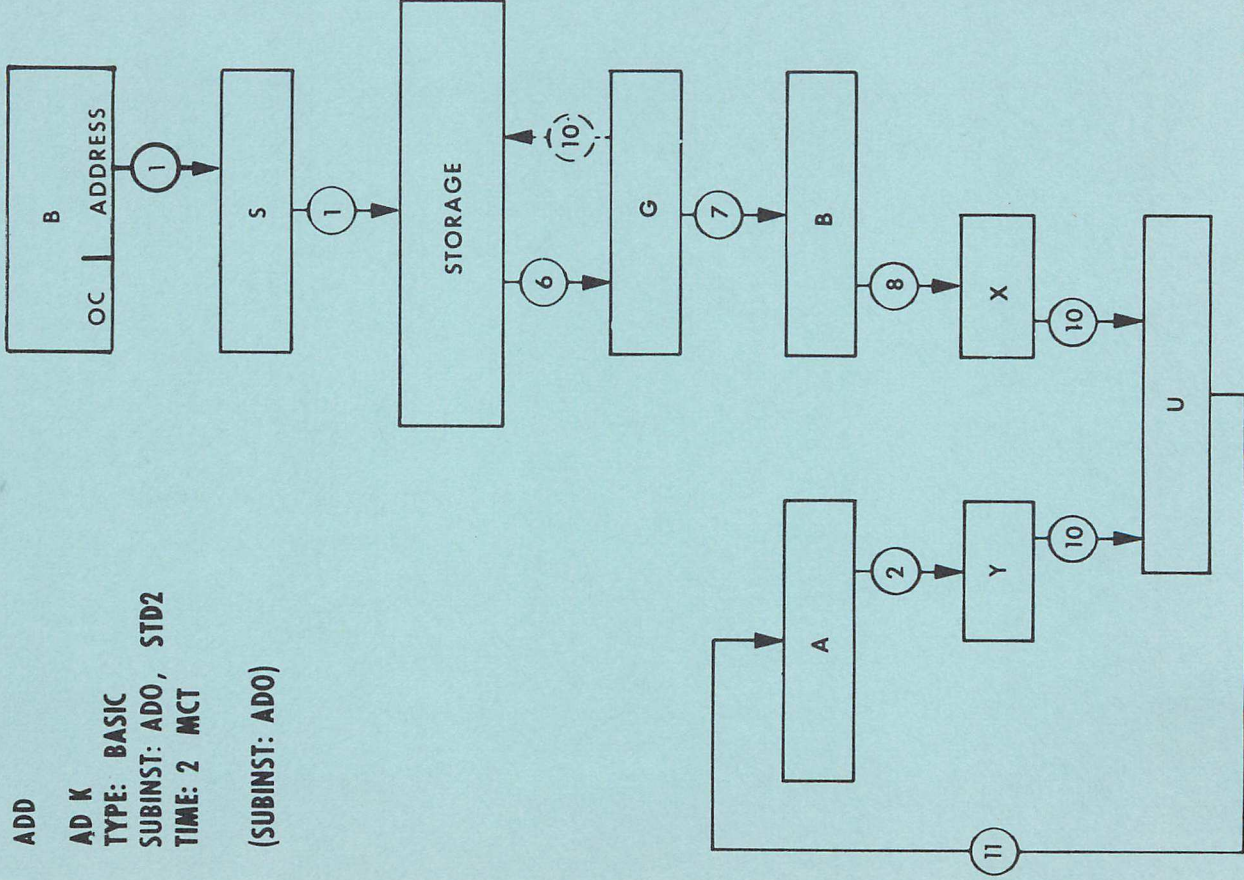 ADD
AD K
TYPE: BASIC
SUBINST: ADO, STD2
TIME: 2 MCT
(SUBINST: ADO)
B
OC ADDRESS
1
S
1
STORAGE
6
10
G
7
B
8
X
10
A
2
Y
10
U
11